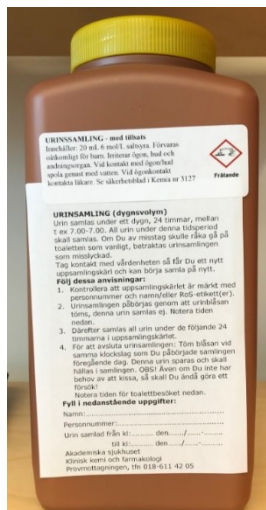 URINSSAMLING - med tillsats
Innehåller: 20 mL 6 mol/L saltsyra. Förvaras
oåtkomligt för barn. Irriterar ögon, hud och
andningsorgan. Vid kontakt med ögon/hud
spola genast med vatten. Vid ögonkontakt
kontakta läkare. Se säkerhetsblad i Kemia nr 3127
Frätande
URINSAMLING (dygnsvolym)
Urin samlas under ett dygn, 24 timmar, mellan
t ex 7.00-7.00. All urin under denna tidsperiod
skall samlas. Om Du av misstag skulle råka gå på
toaletten som vanligt, betraktas urinsamlingen
som misslyckad.
Tag kontakt med vårdenheten så får Du ett nytt
uppsamlingskärl och kan börja samla på nytt.
Följ dessa anvisningar:
1. Kontrollera att uppsamlingskärlet är märkt med
personnummer och namn/eller RoS-etikett(er).
2. Urinsamlingen påbörjas genom att urinblåsan
töms, denna urin samlas ej. Notera tiden
nedan.
3. Därefter samlas all urin under de följande 24
timmarna i uppsamlingskärlet.
4. För att avsluta urinsamlingen: Töm blåsan vid
samma klockslag som Du påbörjade samlingen
föregående dag. Denna urin sparas och skall
hällas i samlingen. OBS! Även om Du inte har
behov av att kissa, så skall Du ändå göra ett
försök!
Notera tiden för toalettbesöket nedan.
Fyll i nedanstående uppgifter:
Namn:
Personnummer:
Urin samlad från kl: den / -
till kl: den / -
Akademiska sjukhuset
Klinisk kemi och farmakologi
Provmottagningen, tfn 018-611 42 05